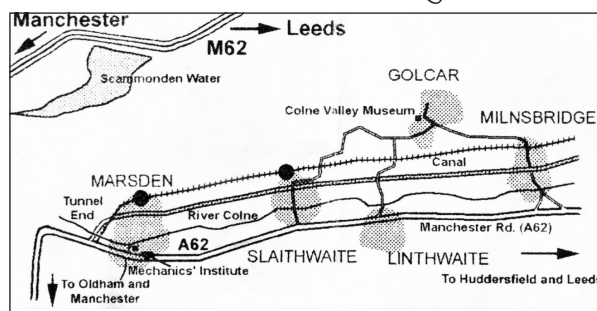 Manchester
Leeds
M62
Scammonden Water
GOLCAR
Colne Valley Museum
MILNSBRIDGE
MARSDEN
Canal
Tunnel
End
River Colne
Manchester Rd. (A62)
A62
SLAITHWAITE
LINTHWAITE
Mechanics' Institute
To Oldham and
Manchester
To Huddersfield and Leeds